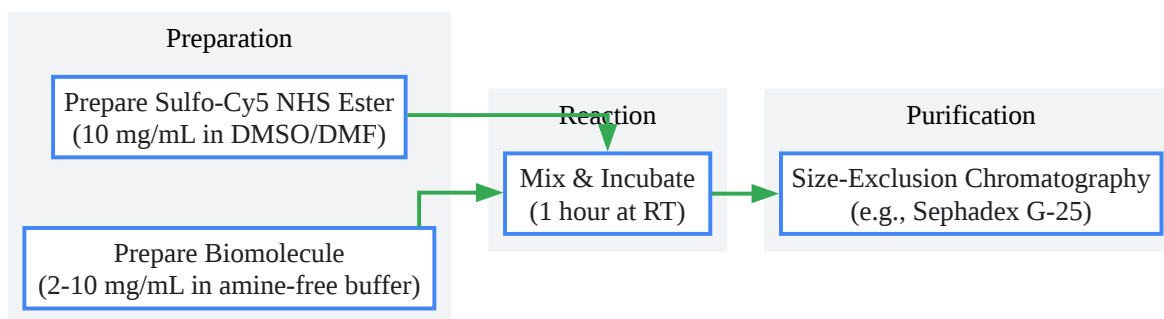 Preparation
Prepare Sulfo-Cy5 NHS Ester
(10 mg/mL in DMSO/DMF)
Prepare Biomolecule
(2-10 mg/mL in amine-free buffer)
Reaction
Mix & Incubate
(1 hour at RT)
Purification
Size-Exclusion Chromatography
(e.g., Sephadex G-25)